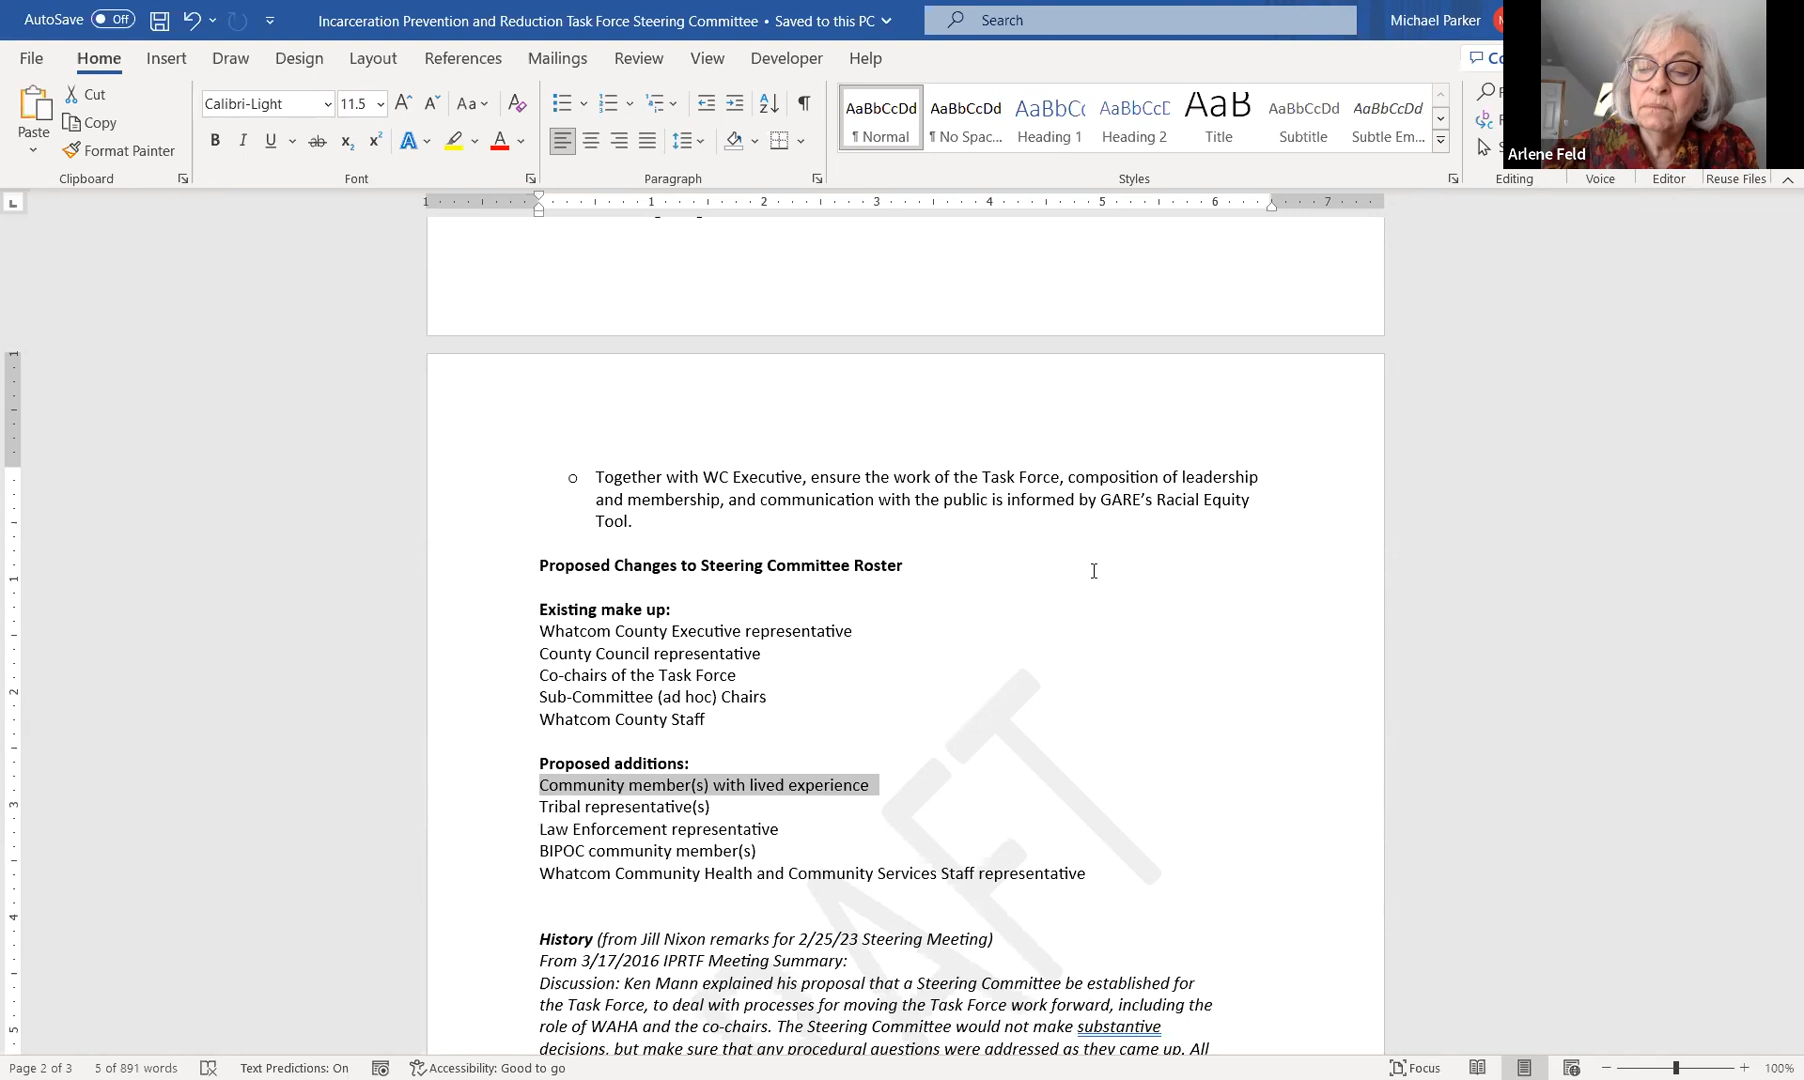 AutoSave Off Incarceration Prevention and Reduction Task Force Steering Committee • Saved to this PC Search Michael Parker
File Home Insert Draw Design Layout References Mailings Review View Developer Help
Cut
Copy
Format Painter
Paste
Calibri-Light 11.5 Aa
AaBbCcDd AaBbCcDd AaBbC AaBbCcD AaB AaBbCcDd AaBbCcDd
¶ Normal ¶ No Spac... Heading 1 Heading 2 Title Subtitle Subtle Em...
Arlene Feld
Clipboard Font Paragraph Styles Editing Voice Editor Reuse Files
1 1 2 3 4 5 6 7
o Together with WC Executive, ensure the work of the Task Force, composition of leadership
and membership, and communication with the public is informed by GARE’s Racial Equity
Tool.
Proposed Changes to Steering Committee Roster
Existing make up:
Whatcom County Executive representative
County Council representative
Co-chairs of the Task Force
Sub-Committee (ad hoc) Chairs
Whatcom County Staff
Proposed additions:
Community member(s) with lived experience
Tribal representative(s)
Law Enforcement representative
BIPOC community member(s)
Whatcom Community Health and Community Services Staff representative
History (from Jill Nixon remarks for 2/25/23 Steering Meeting)
From 3/17/2016 IPRTF Meeting Summary:
Discussion: Ken Mann explained his proposal that a Steering Committee be established for
the Task Force, to deal with processes for moving the Task Force work forward, including the
role of WAHA and the co-chairs. The Steering Committee would not make substantive
decisions, but make sure that any procedural questions were addressed as they came up. All
Page 2 of 3 5 of 891 words Text Predictions: On Accessibility: Good to go Focus 100%